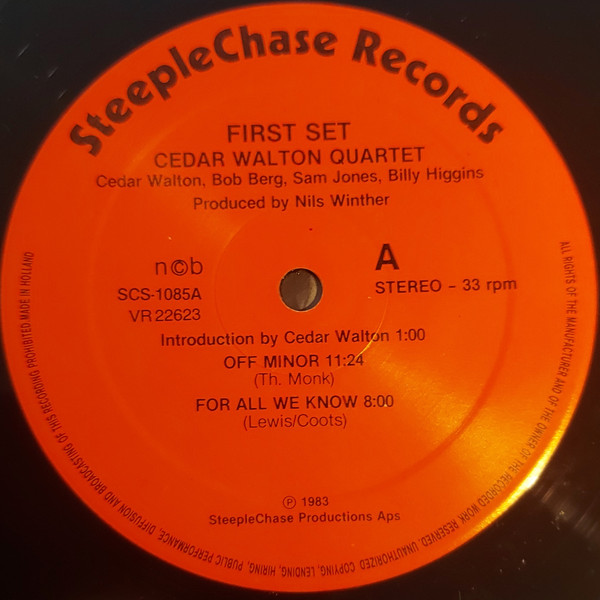 SteepleChase Records
FIRST SET
CEDAR WALTON QUARTET
Cedar Walton, Bob Berg, Sam Jones, Billy Higgins
Produced by Nils Winther
n©b
A
SCS-1085A
STEREO – 33 rpm
VR 22623
Introduction by Cedar Walton 1:00
OFF MINOR 11:24
(Th. Monk)
FOR ALL WE KNOW 8:00
(Lewis/Coots)
℗ 1983
SteepleChase Productions Aps
ALL RIGHTS OF THE MANUFACTURER AND OF THE OWNER OF THE RECORDED WORK RESERVED. UNAUTHORIZED COPYING, LENDING, HIRING, PUBLIC PERFORMANCE, DIFFUSION AND BROADCASTING OF THIS RECORDING PROHIBITED. MADE IN HOLLAND